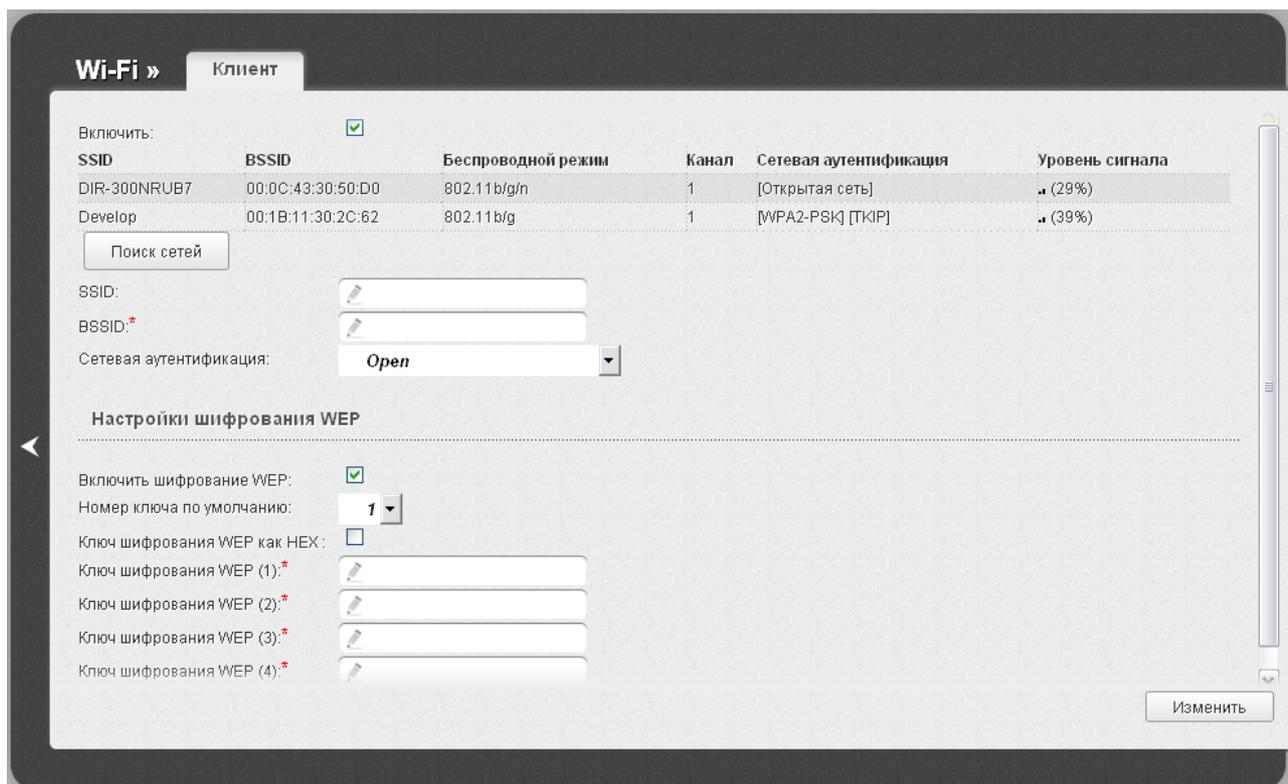 Wi-Fi » Клиент
Включить:
SSID BSSID Беспроводной режим Канал Сетевая аутентификация Уровень сигнала
DIR-300NRUB7 00:0C:43:30:50:D0 802.11b/g/n 1 [Открытая сеть] (29%)
Develop 00:1B:11:30:2C:62 802.11b/g 1 [WPA2-PSK] [TKIP] (39%)
Поиск сетей
SSID:
BSSID:*
Сетевая аутентификация: Open
Настройки шифрования WEP
Включить шифрование WEP:
Номер ключа по умолчанию: 1
Ключ шифрования WEP как HEX :
Ключ шифрования WEP (1):*
Ключ шифрования WEP (2):*
Ключ шифрования WEP (3):*
Ключ шифрования WEP (4):*
Изменить